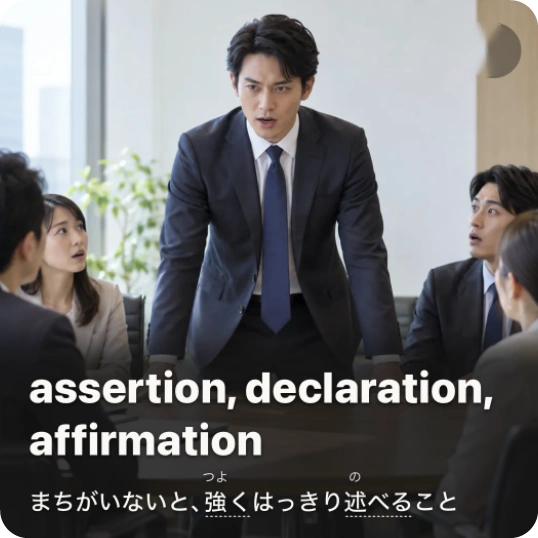 assertion, declaration,
affirmation
つよ の
まちがいないと、強くはっきり述べること